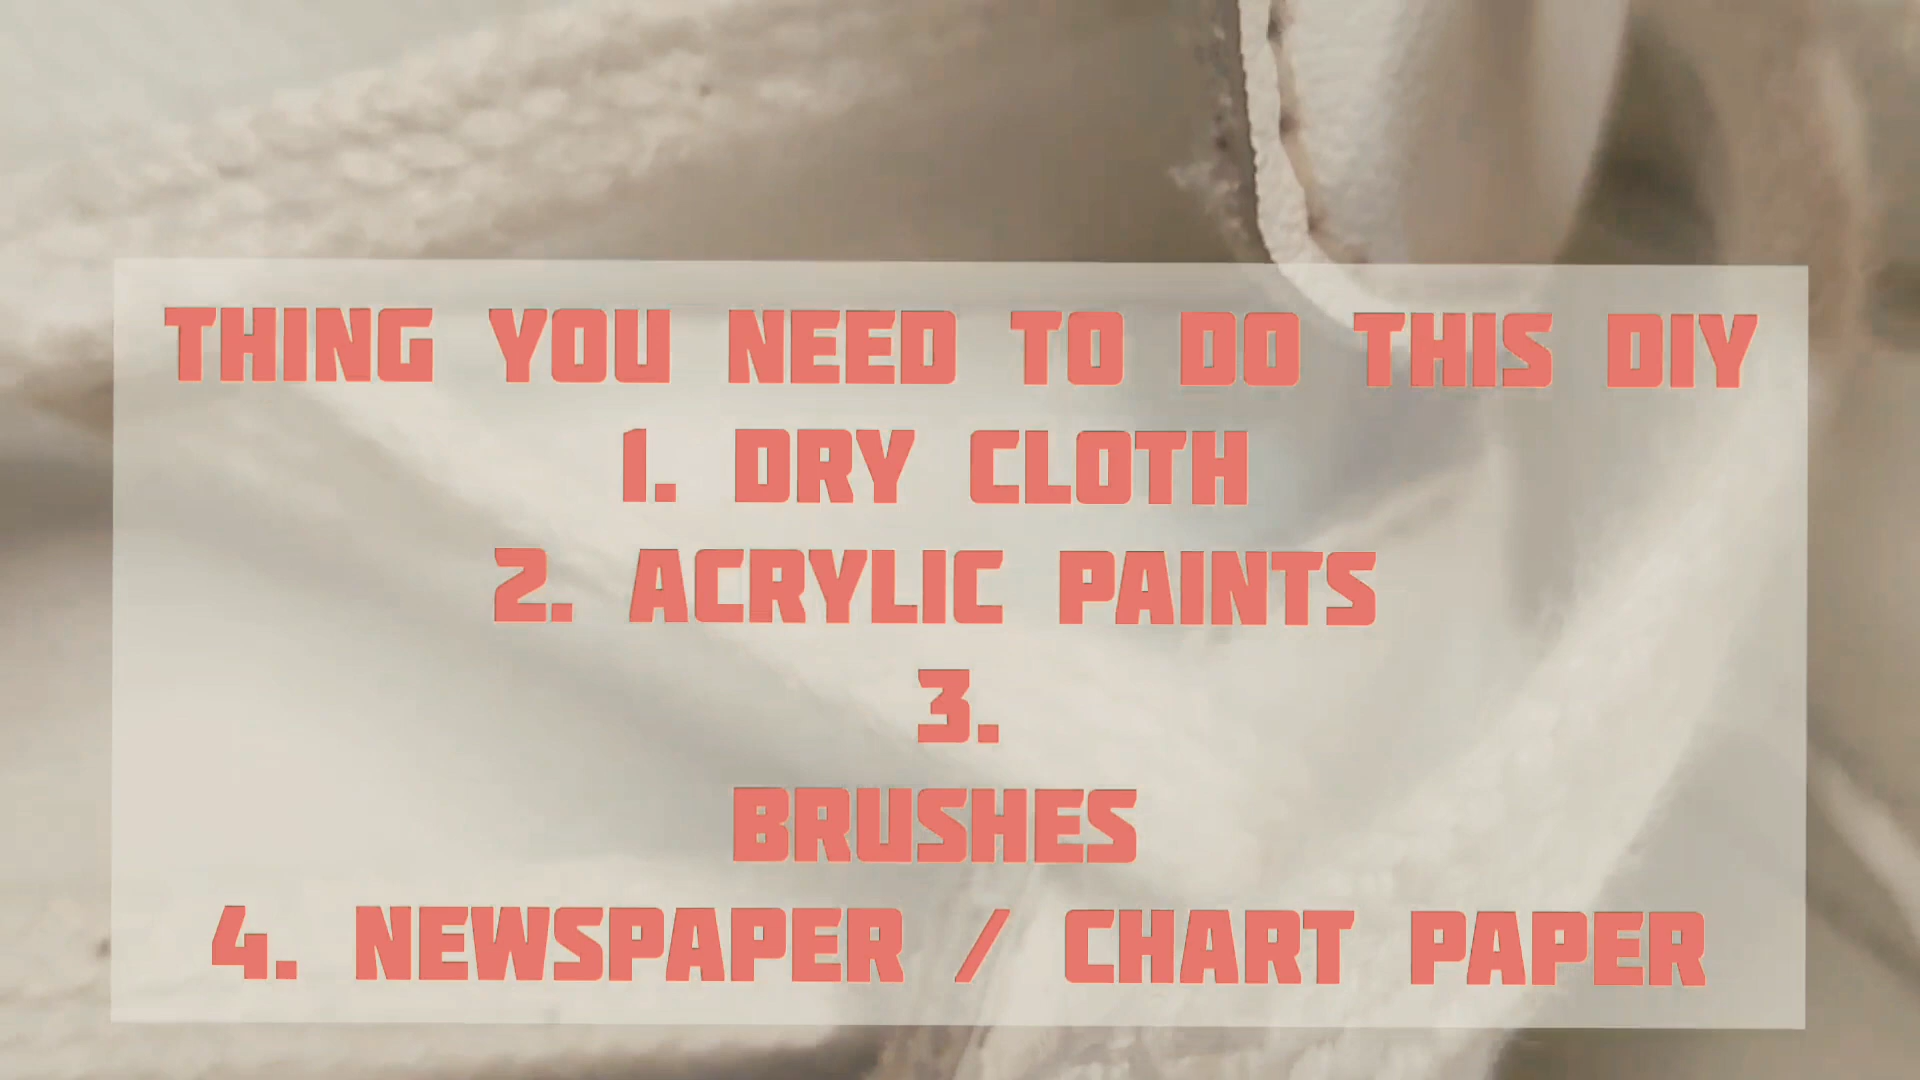 THING YOU NEED TO DO THIS DIY
1. DRY CLOTH
2. ACRYLIC PAINTS
3.
BRUSHES
4. NEWSPAPER / CHART PAPER